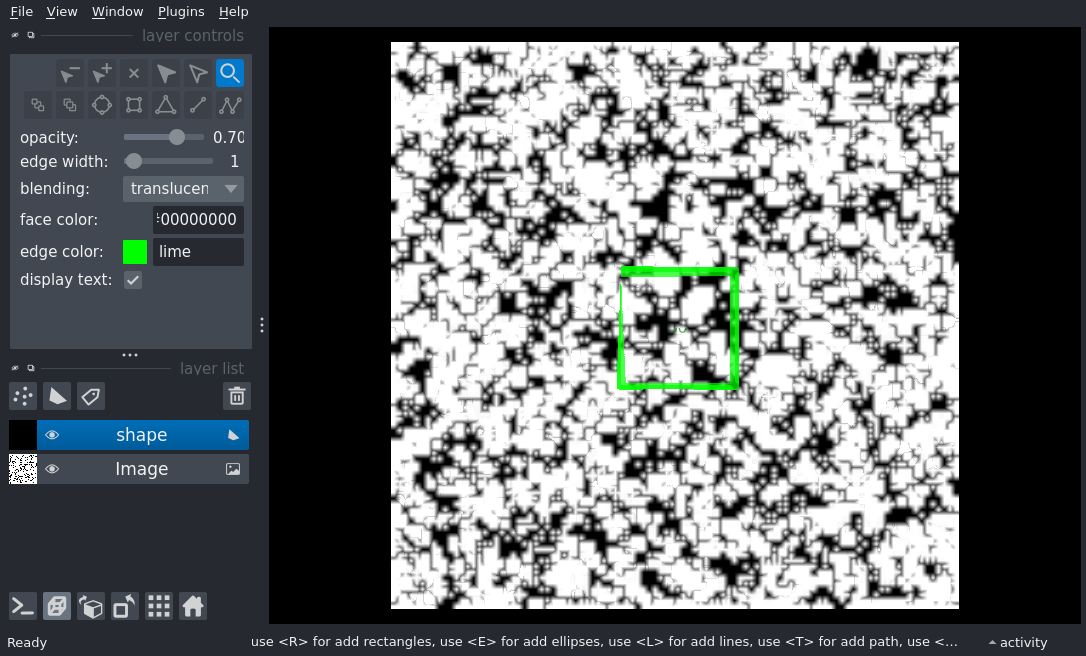 File View Window Plugins Help
layer controls
opacity: 0.70
edge width: 1
blending: translucen
face color: 00000000
edge color: lime
display text:
layer list
shape
Image
Ready
use <R> for add rectangles, use <E> for add ellipses, use <L> for add lines, use <T> for add path, use <...
activity